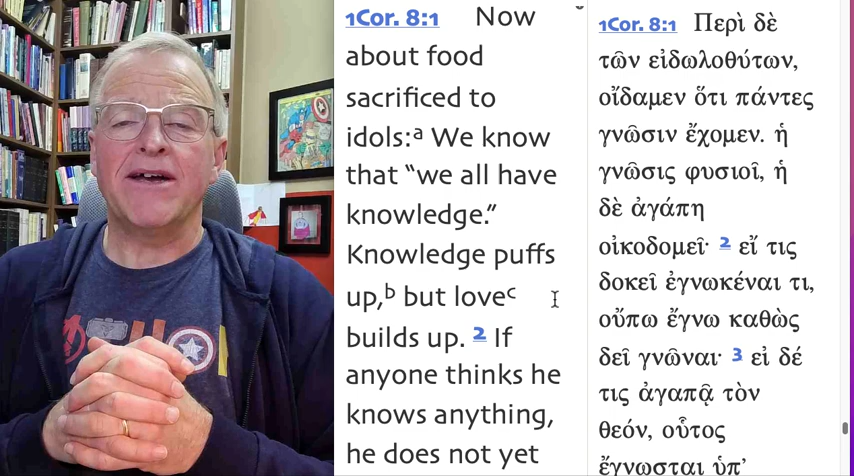 1Cor. 8:1 Now
about food
sacrificed to
idols:a We know
that “we all have
knowledge.”
Knowledge puffs
up,b but lovec
builds up. 2 If
anyone thinks he
knows anything,
he does not yet
1Cor. 8:1 Περὶ δὲ
τῶν εἰδωλοθύτων,
οἴδαμεν ὅτι πάντες
γνῶσιν ἔχομεν. ἡ
γνῶσις φυσιοῖ, ἡ
δὲ ἀγάπη
οἰκοδομεῖ· 2 εἴ τις
δοκεῖ ἐγνωκέναι τι,
οὔπω ἔγνω καθὼς
δεῖ γνῶναι· 3 εἰ δέ
τις ἀγαπᾷ τὸν
θεόν, οὗτος
ἔγνωσται ὑπ’